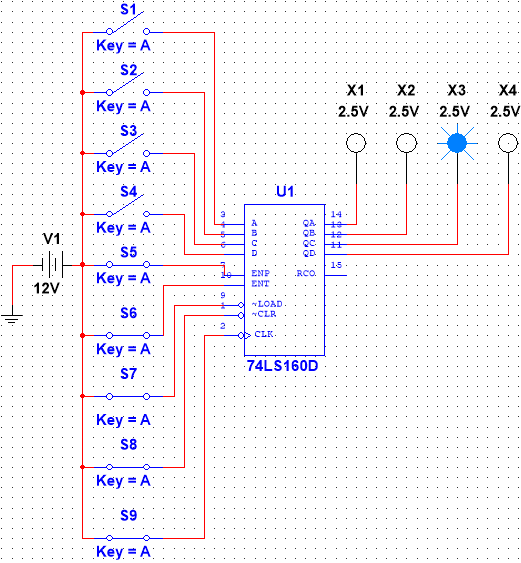 S1
Key = A
S2
Key = A
S3
Key = A
S4
Key = A
S5
Key = A
S6
Key = A
S7
Key = A
S8
Key = A
S9
Key = A
V1
12V
U1
3 A QA 14
4 B QB 13
5 C QC 12
6 D QD 11
7 ENP RCO 15
10 ENT
9 ~LOAD
1 ~CLR
2 CLK
74LS160D
X1 X2 X3 X4
2.5V 2.5V 2.5V 2.5V